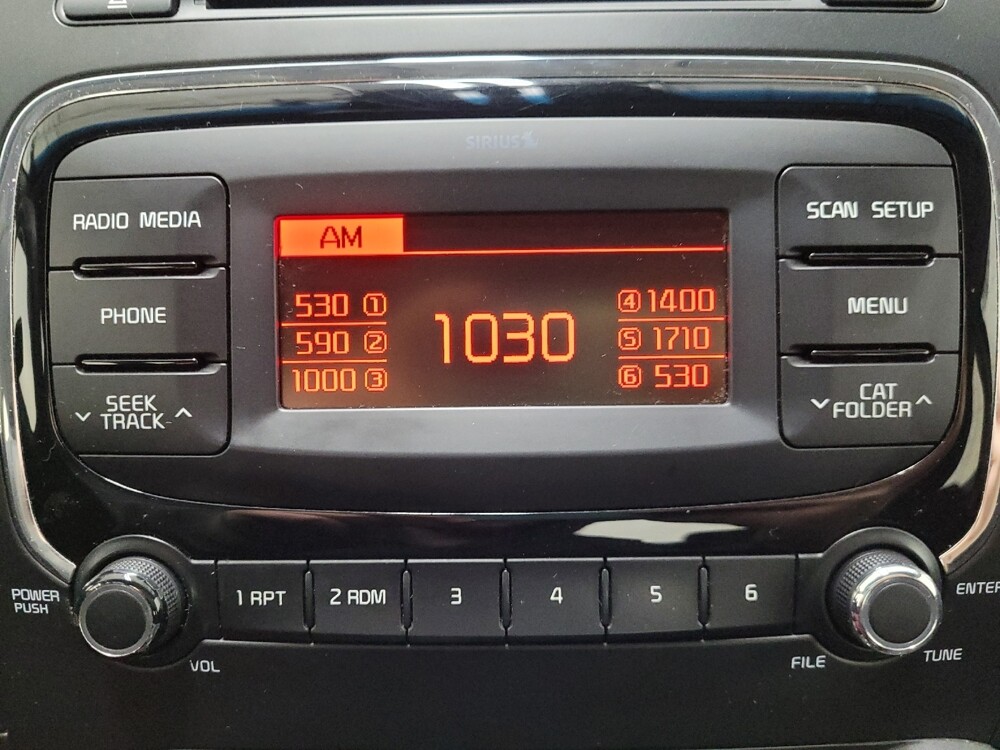 SIRIUS
RADIO MEDIA
PHONE
SEEK
TRACK
AM
530 1
590 2
1000 3
1030
4 1400
5 1710
6 530
SCAN SETUP
MENU
CAT
FOLDER
POWER
PUSH
VOL
1 RPT
2 RDM
3
4
5
6
FILE
TUNE
ENTER